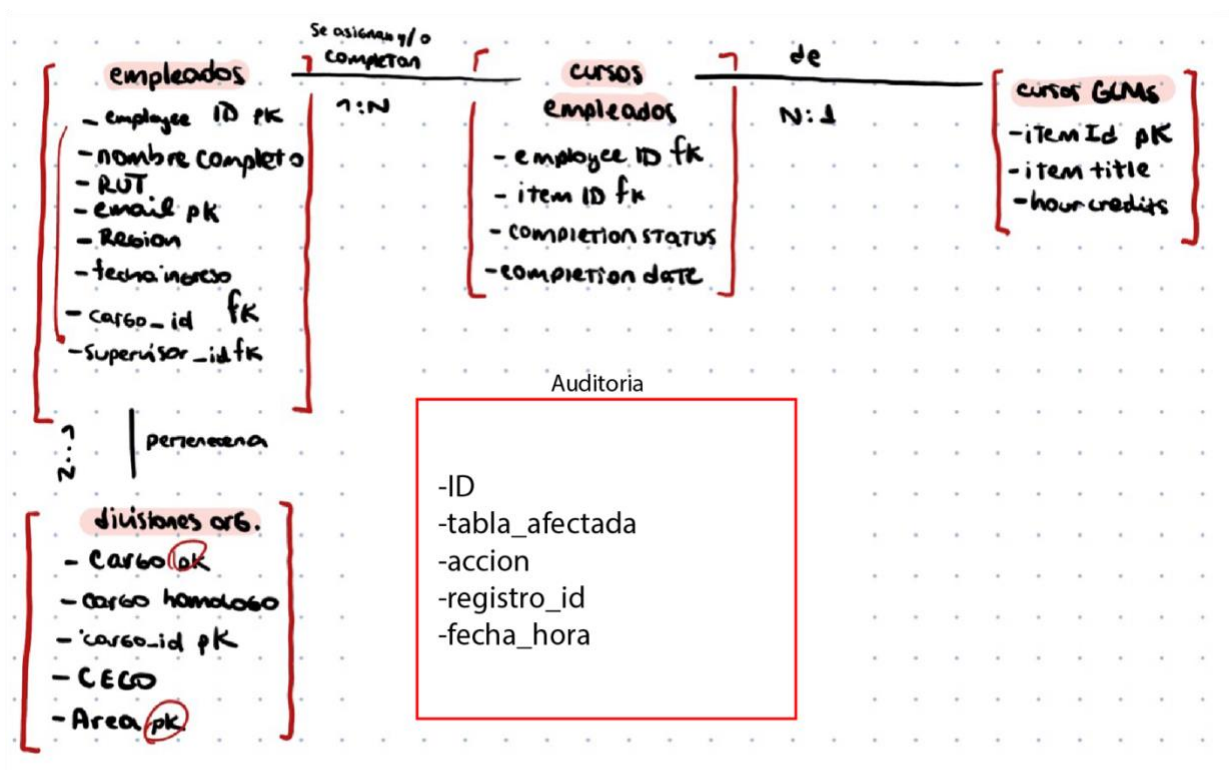 Se asignan y/o
completan
empleados
- employee ID pk
- nombre completo
- RUT
- email pk
- Region
- fecha ingreso
- cargo_id fk
- supervisor_id fk
1:N
cursos
empleados
- employee ID fk
- item ID fk
- completion status
- completion date
de
N:1
cursos GLMs
- item Id pk
- item title
- hour credits
N:1
divisiones org.
- Cargo pk
- cargo homologo
- cargo_id pk
- CECO
- Area pk
Auditoria
-ID
-tabla_afectada
-accion
-registro_id
-fecha_hora